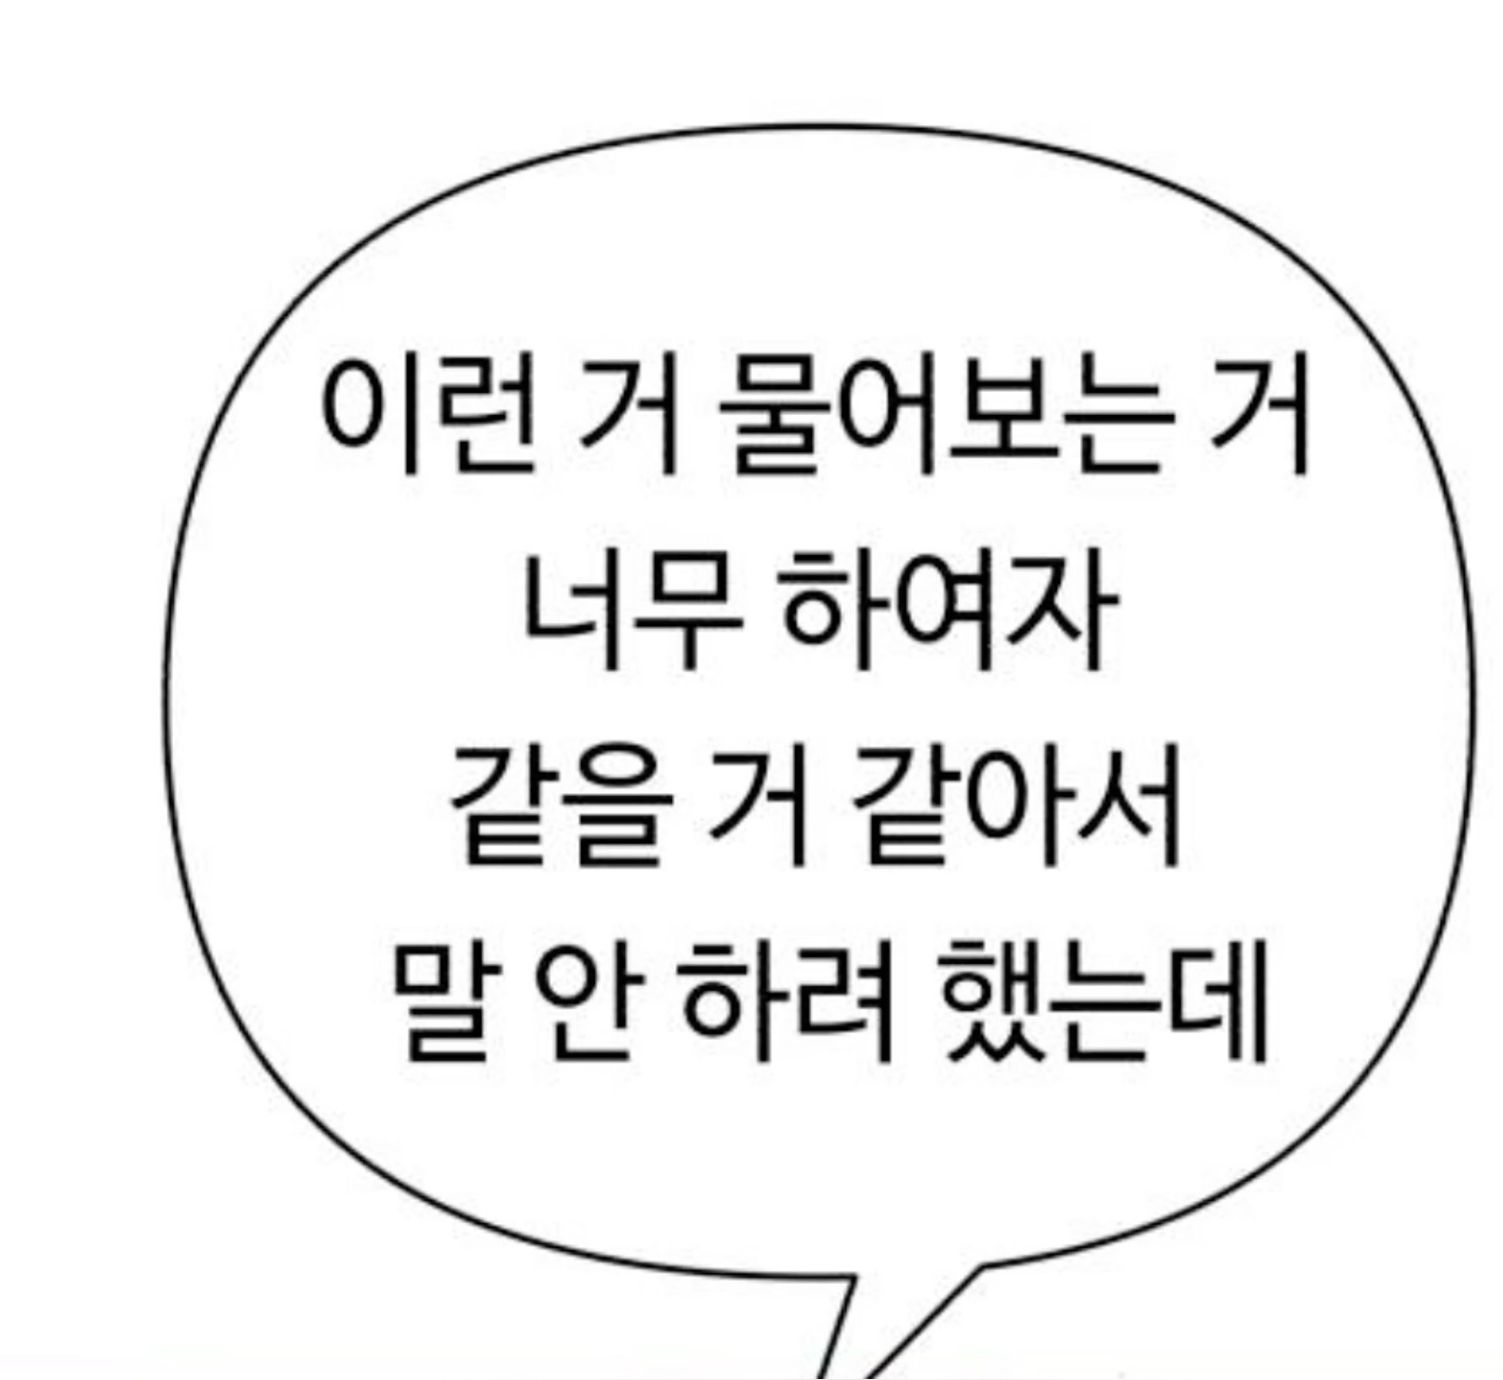 이런 거 물어보는 거
너무 하여자
같을 거 같아서
말 안 하려 했는데